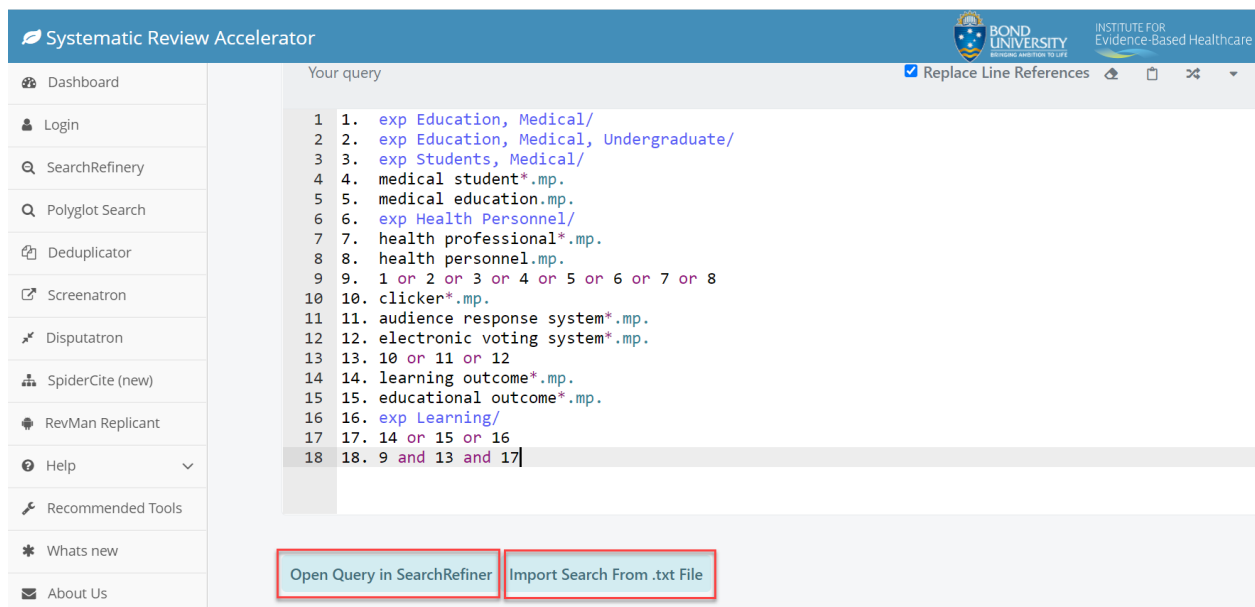 Systematic Review Accelerator
BOND
UNIVERSITY
BRINGING AMBITION TO LIFE
INSTITUTE FOR
Evidence-Based Healthcare
Dashboard
Login
SearchRefinery
Polyglot Search
Deduplicator
Screenatron
Disputatron
SpiderCite (new)
RevMan Replicant
Help
Recommended Tools
Whats new
About Us
Your query
Replace Line References
1 1. exp Education, Medical/
2 2. exp Education, Medical, Undergraduate/
3 3. exp Students, Medical/
4 4. medical student*.mp.
5 5. medical education.mp.
6 6. exp Health Personnel/
7 7. health professional*.mp.
8 8. health personnel.mp.
9 9. 1 or 2 or 3 or 4 or 5 or 6 or 7 or 8
10 10. clicker*.mp.
11 11. audience response system*.mp.
12 12. electronic voting system*.mp.
13 13. 10 or 11 or 12
14 14. learning outcome*.mp.
15 15. educational outcome*.mp.
16 16. exp Learning/
17 17. 14 or 15 or 16
18 18. 9 and 13 and 17
Open Query in SearchRefiner
Import Search From .txt File